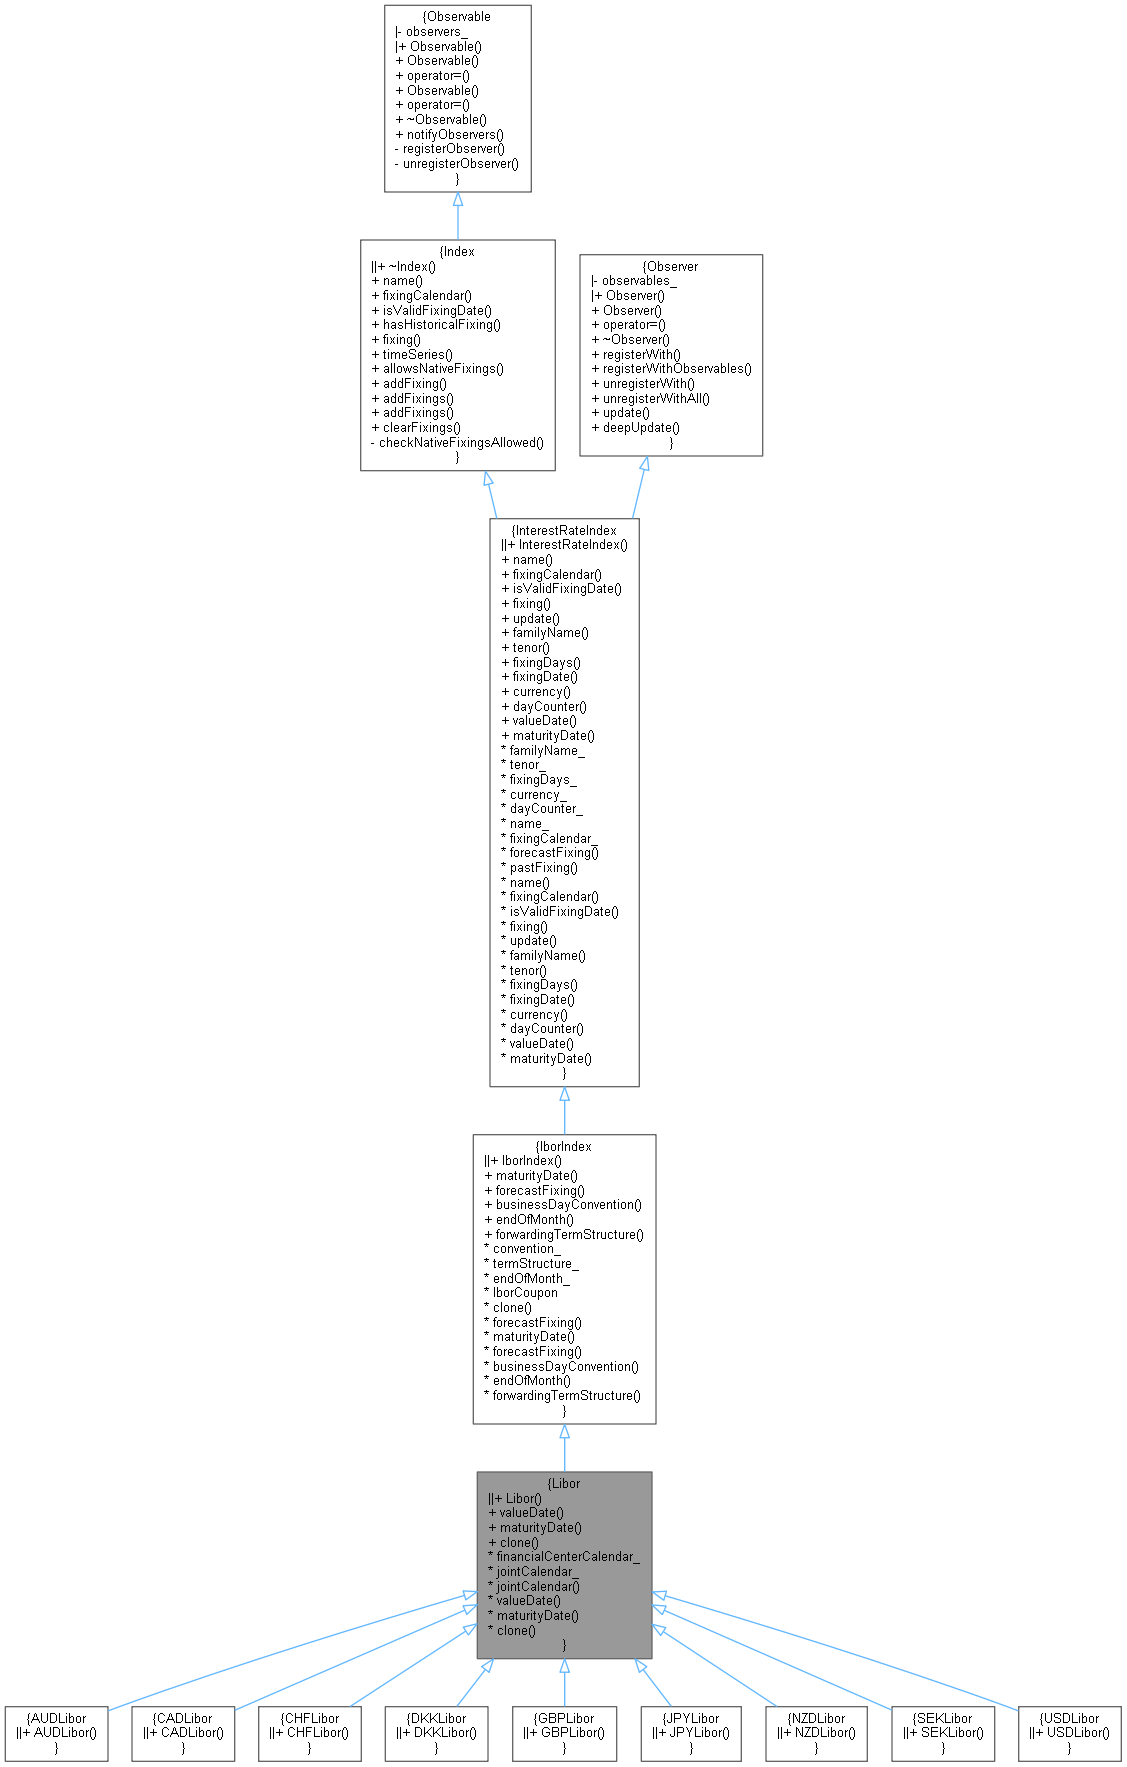 {Observable
|- observers_
|+ Observable()
+ Observable()
+ operator=()
+ Observable()
+ operator=()
+ ~Observable()
+ notifyObservers()
- registerObserver()
- unregisterObserver()
}
{Index
||+ ~Index()
+ name()
+ fixingCalendar()
+ isValidFixingDate()
+ hasHistoricalFixing()
+ fixing()
+ timeSeries()
+ allowsNativeFixings()
+ addFixing()
+ addFixings()
+ addFixings()
+ clearFixings()
- checkNativeFixingsAllowed()
}
{Observer
|- observables_
|+ Observer()
+ Observer()
+ operator=()
+ ~Observer()
+ registerWith()
+ registerWithObservables()
+ unregisterWith()
+ unregisterWithAll()
+ update()
+ deepUpdate()
}
{InterestRateIndex
||+ InterestRateIndex()
+ name()
+ fixingCalendar()
+ isValidFixingDate()
+ fixing()
+ update()
+ familyName()
+ tenor()
+ fixingDays()
+ fixingDate()
+ currency()
+ dayCounter()
+ valueDate()
+ maturityDate()
* familyName_
* tenor_
* fixingDays_
* currency_
* dayCounter_
* name_
* fixingCalendar_
* forecastFixing()
* pastFixing()
* name()
* fixingCalendar()
* isValidFixingDate()
* fixing()
* update()
* familyName()
* tenor()
* fixingDays()
* fixingDate()
* currency()
* dayCounter()
* valueDate()
* maturityDate()
}
{IborIndex
||+ IborIndex()
+ maturityDate()
+ forecastFixing()
+ businessDayConvention()
+ endOfMonth()
+ forwardingTermStructure()
* convention_
* termStructure_
* endOfMonth_
* IborCoupon
* clone()
* forecastFixing()
* maturityDate()
* forecastFixing()
* businessDayConvention()
* endOfMonth()
* forwardingTermStructure()
}
{Libor
||+ Libor()
+ valueDate()
+ maturityDate()
+ clone()
* financialCenterCalendar_
* jointCalendar_
* jointCalendar()
* valueDate()
* maturityDate()
* clone()
}
{AUDLibor
||+ AUDLibor()
}
{CADLibor
||+ CADLibor()
}
{CHFLibor
||+ CHFLibor()
}
{DKKLibor
||+ DKKLibor()
}
{GBPLibor
||+ GBPLibor()
}
{JPYLibor
||+ JPYLibor()
}
{NZDLibor
||+ NZDLibor()
}
{SEKLibor
||+ SEKLibor()
}
{USDLibor
||+ USDLibor()
}